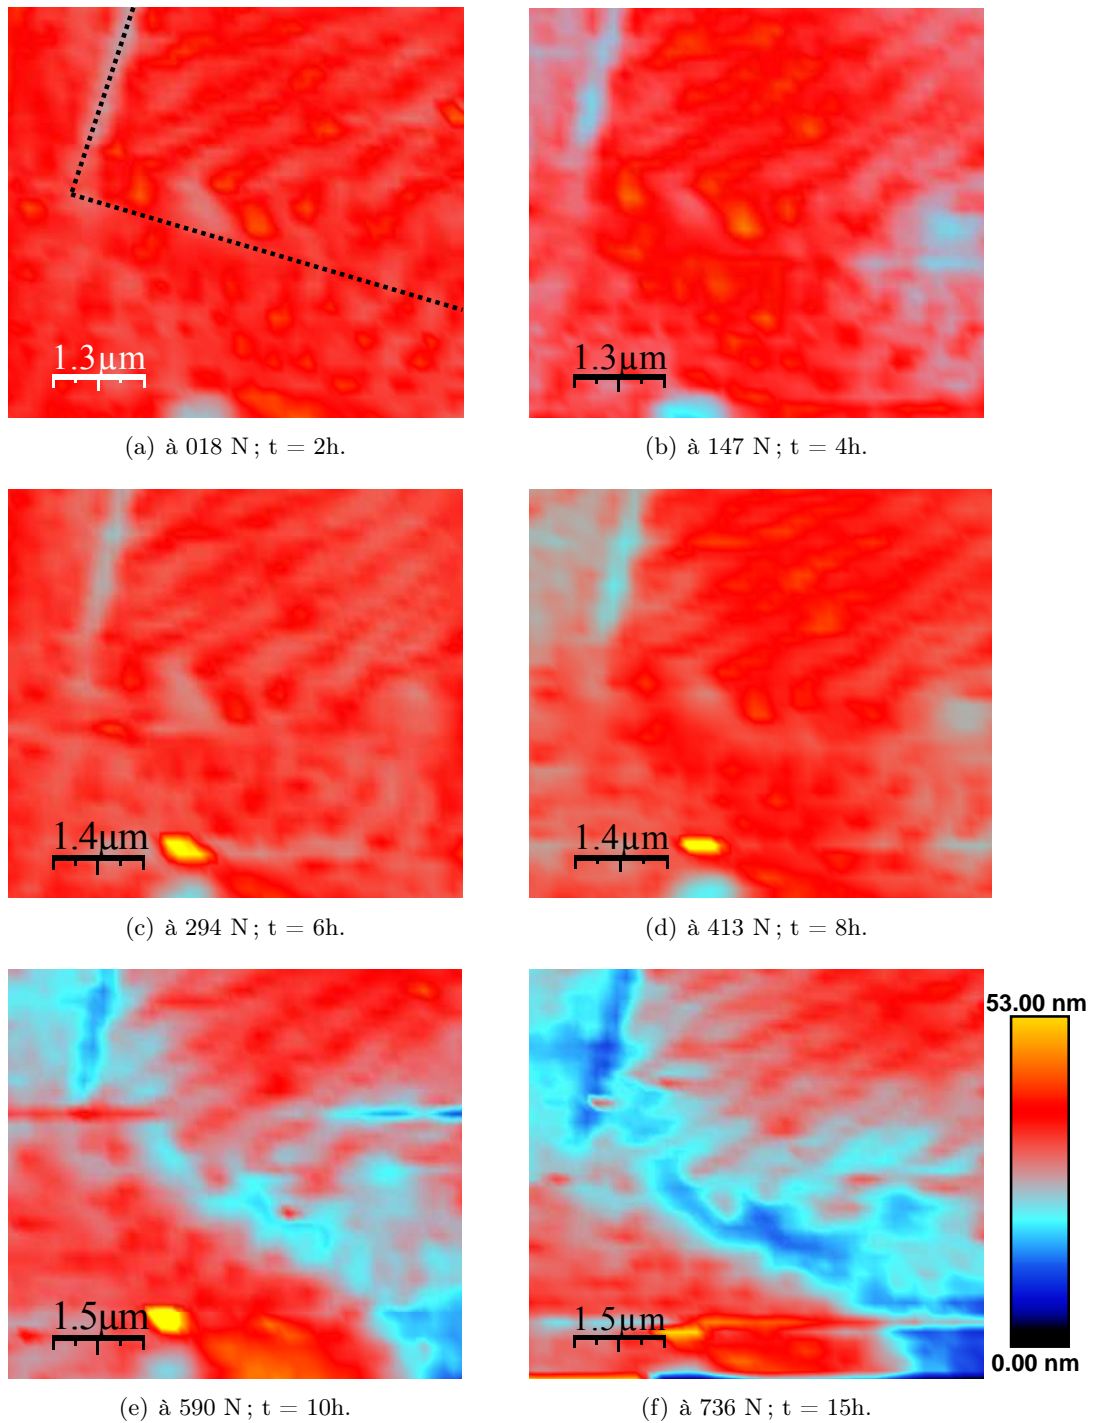 1.3µm
1.3µm
(a) à 018 N ; t = 2h.
(b) à 147 N ; t = 4h.
1.4µm
1.4µm
(c) à 294 N ; t = 6h.
(d) à 413 N ; t = 8h.
53.00 nm
1.5µm
1.5µm
0.00 nm
(e) à 590 N ; t = 10h.
(f) à 736 N ; t = 15h.